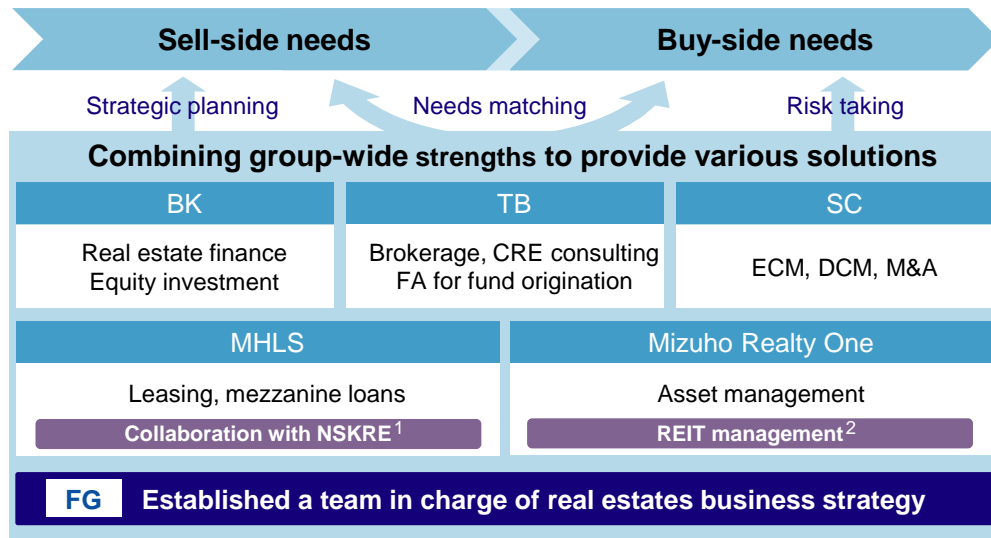 Sell-side needs
Buy-side needs
Strategic planning
Needs matching
Risk taking
Combining group-wide strengths to provide various solutions
BK
TB
SC
Real estate finance
Equity investment
Brokerage, CRE consulting
FA for fund origination
ECM, DCM, M&A
MHLS
Mizuho Realty One
Leasing, mezzanine loans
Asset management
Collaboration with NSKRE1
REIT management2
FG Established a team in charge of real estates business strategy